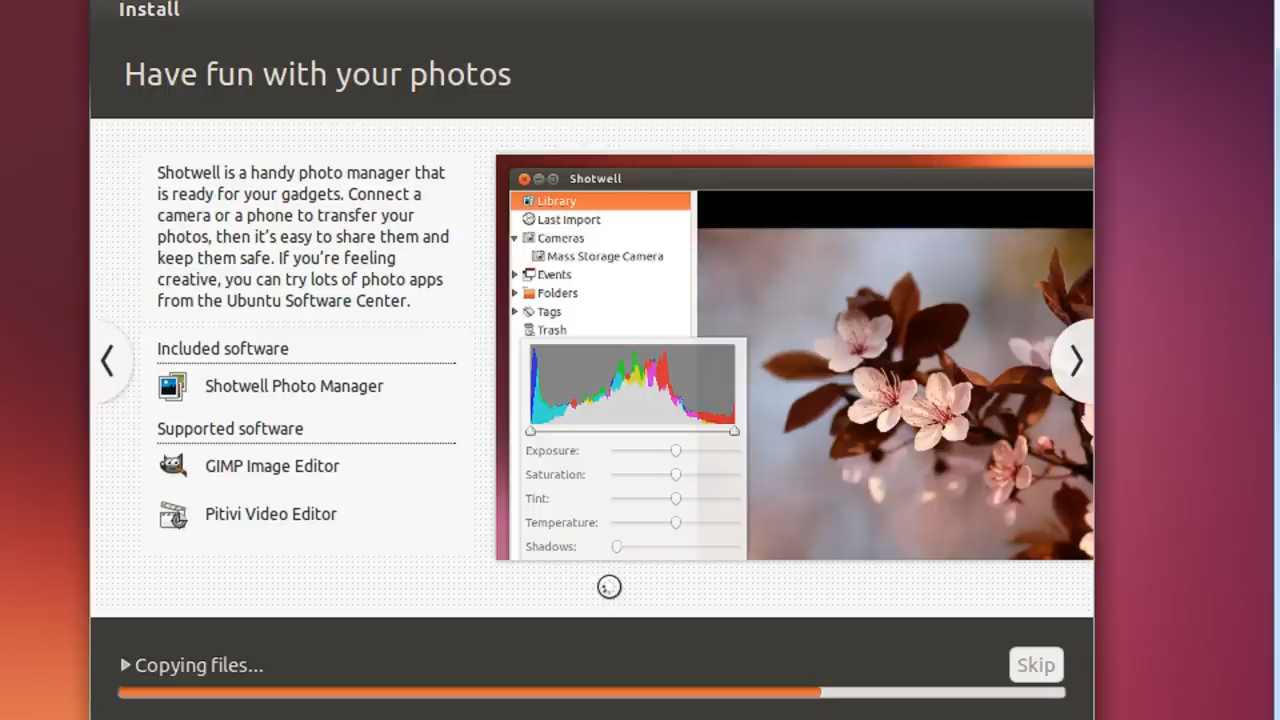 Install
Have fun with your photos
Shotwell is a handy photo manager that
is ready for your gadgets. Connect a
camera or a phone to transfer your
photos, then it’s easy to share them and
keep them safe. If you’re feeling
creative, you can try lots of photo apps
from the Ubuntu Software Center.
Included software
Shotwell Photo Manager
Supported software
GIMP Image Editor
Pitivi Video Editor
Shotwell
Library
Last Import
Cameras
Mass Storage Camera
Events
Folders
Tags
Trash
Exposure:
Saturation:
Tint:
Temperature:
Shadows:
Copying files...
Skip